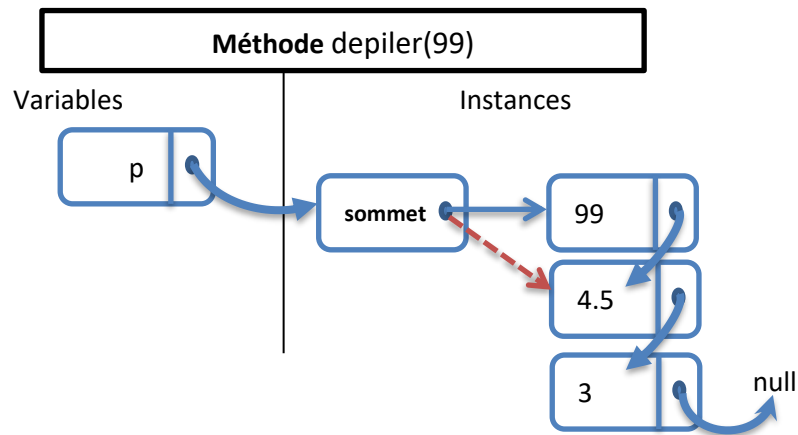 Méthode depiler(99)
Variables
Instances
p
sommet
99
4.5
3
null